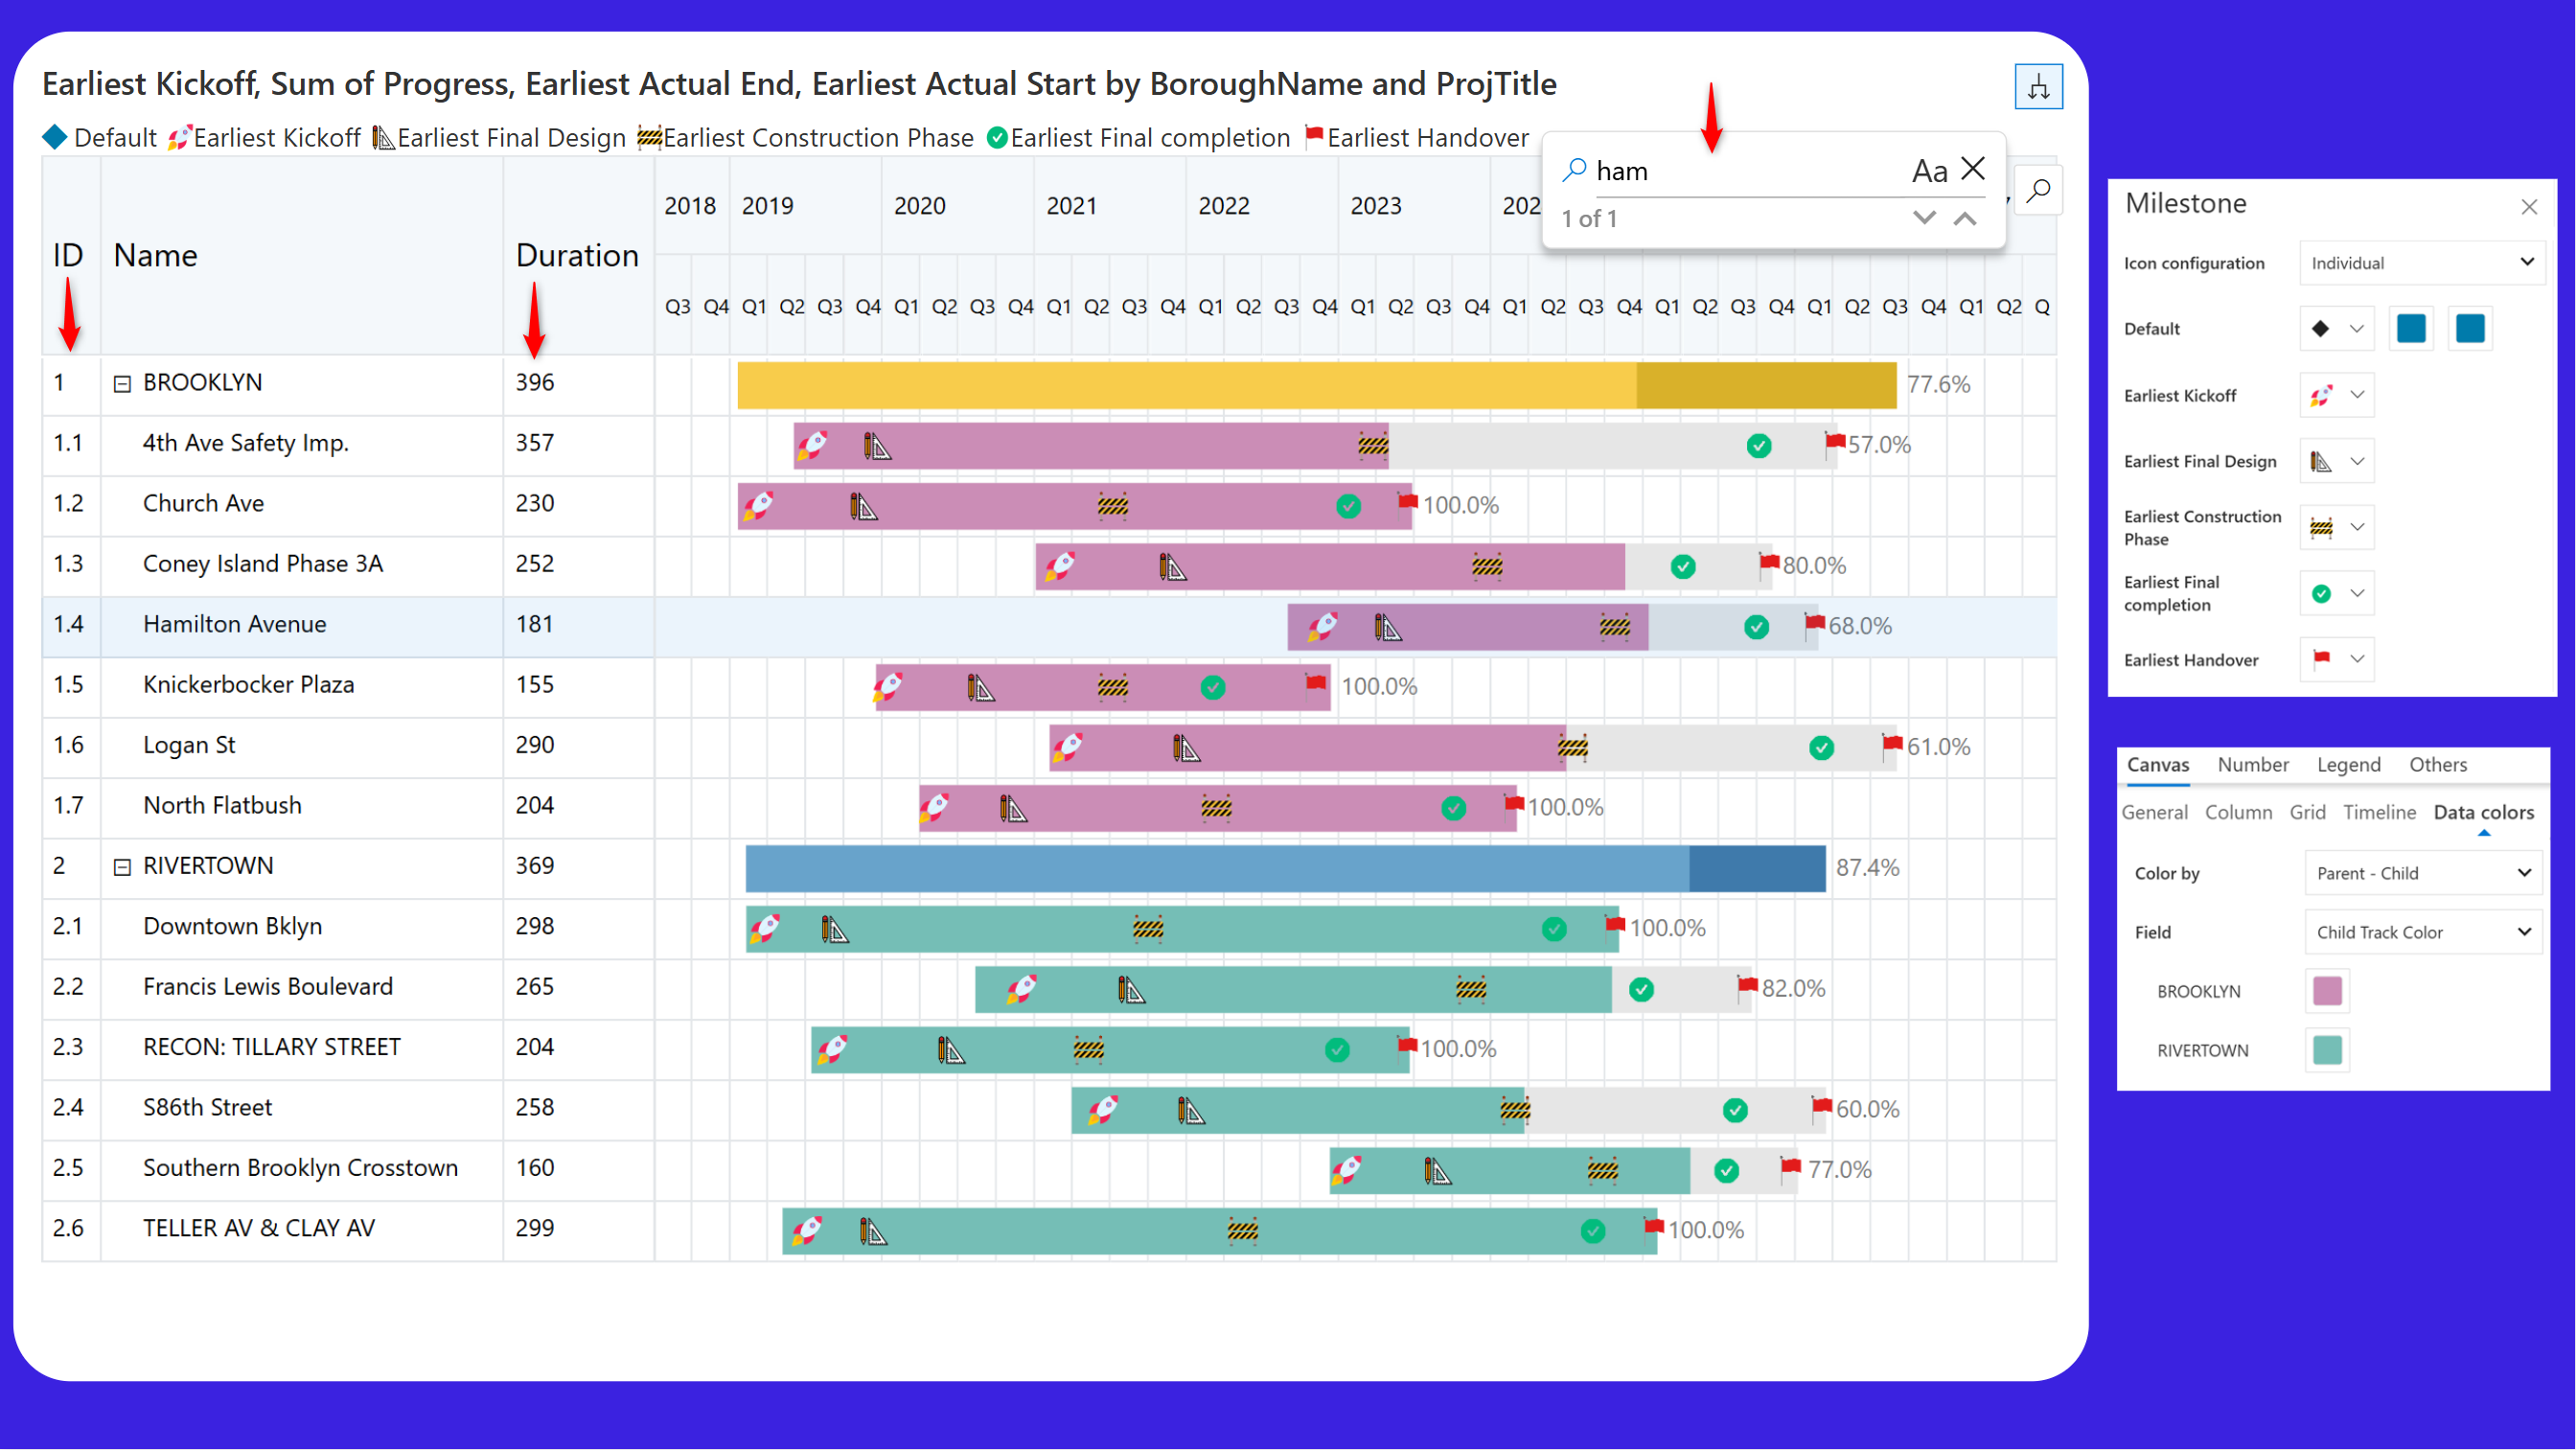 Earliest Kickoff, Sum of Progress, Earliest Actual End, Earliest Actual Start by BoroughName and ProjTitle
Default Earliest Kickoff Earliest Final Design Earliest Construction Phase Earliest Final completion Earliest Handover
ham Aa
1 of 1
ID Name Duration
2018 2019 2020 2021 2022 2023 202
Q3 Q4 Q1 Q2 Q3 Q4 Q1 Q2 Q3 Q4 Q1 Q2 Q3 Q4 Q1 Q2 Q3 Q4 Q1 Q2 Q3 Q4 Q1 Q2 Q3 Q4 Q1 Q2 Q3 Q4 Q1 Q2 Q3 Q4 Q1 Q2 Q
1 BROOKLYN 396 77.6%
1.1 4th Ave Safety Imp. 357 57.0%
1.2 Church Ave 230 100.0%
1.3 Coney Island Phase 3A 252 80.0%
1.4 Hamilton Avenue 181 68.0%
1.5 Knickerbocker Plaza 155 100.0%
1.6 Logan St 290 61.0%
1.7 North Flatbush 204 100.0%
2 RIVERTOWN 369 87.4%
2.1 Downtown Bklyn 298 100.0%
2.2 Francis Lewis Boulevard 265 82.0%
2.3 RECON: TILLARY STREET 204 100.0%
2.4 S86th Street 258 60.0%
2.5 Southern Brooklyn Crosstown 160 77.0%
2.6 TELLER AV & CLAY AV 299 100.0%
Milestone
Icon configuration Individual
Default
Earliest Kickoff
Earliest Final Design
Earliest Construction
Phase
Earliest Final
completion
Earliest Handover
Canvas Number Legend Others
General Column Grid Timeline Data colors
Color by Parent - Child
Field Child Track Color
BROOKLYN
RIVERTOWN